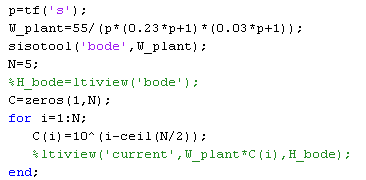 p=tf('s');
W_plant=55/(p*(0.23*p+1)*(0.03*p+1));
sisotool('bode',W_plant);
N=5;
%H_bode=ltiview('bode');
C=zeros(1,N);
for i=1:N;
    C(i)=10^(i-ceil(N/2));
    %ltiview('current',W_plant*C(i),H_bode);
end;